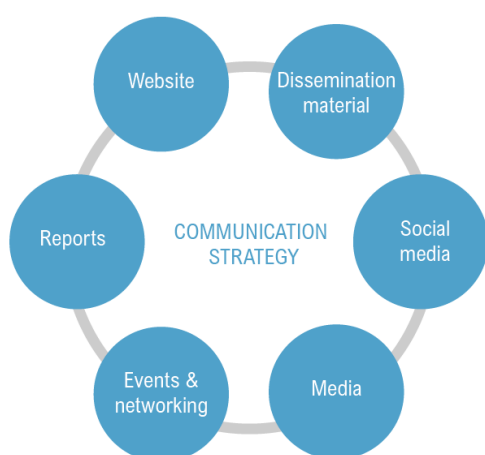 Website
Dissemination
material
Reports
COMMUNICATION
STRATEGY
Social
media
Events &
networking
Media